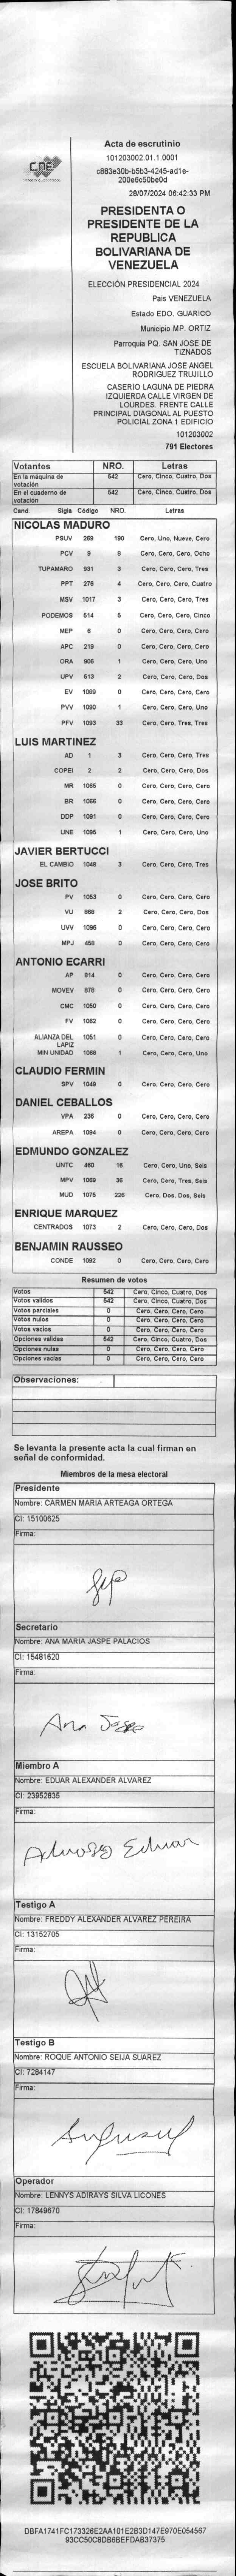 CNE
Acta de escrutinio
101203002.01.1.0001
c883e30b-b5b3-4245-ad1e-
200e6c50be0d
28/07/2024 06:42:33 PM
PRESIDENTA O
PRESIDENTE DE LA
REPUBLICA
BOLIVARIANA DE
VENEZUELA
ELECCIÓN PRESIDENCIAL 2024
País VENEZUELA
Estado EDO. GUARICO
Municipio MP. ORTIZ
Parroquia PQ. SAN JOSE DE
TIZNADOS
ESCUELA BOLIVARIANA JOSE ANGEL
RODRIGUEZ TRUJILLO
CASERIO LAGUNA DE PIEDRA
IZQUIERDA CALLE VIRGEN DE
LOURDES. FRENTE CALLE
PRINCIPAL DIAGONAL AL PUESTO
POLICIAL ZONA 1 EDIFICIO
101203002
791 Electores
Votantes NRO. Letras
En la máquina de votación 542 Cero, Cinco, Cuatro, Dos
En el cuaderno de votación 542 Cero, Cinco, Cuatro, Dos
Cand Sigla Código NRO. Letras
NICOLAS MADURO
PSUV 269 190 Cero, Uno, Nueve, Cero
PCV 9 8 Cero, Cero, Cero, Ocho
TUPAMARO 931 3 Cero, Cero, Cero, Tres
PPT 276 4 Cero, Cero, Cero, Cuatro
MSV 1017 3 Cero, Cero, Cero, Tres
PODEMOS 514 5 Cero, Cero, Cero, Cinco
MEP 6 0 Cero, Cero, Cero, Cero
APC 219 0 Cero, Cero, Cero, Cero
ORA 906 1 Cero, Cero, Cero, Uno
UPV 513 2 Cero, Cero, Cero, Dos
EV 1089 0 Cero, Cero, Cero, Cero
PVV 1090 1 Cero, Cero, Cero, Uno
PFV 1093 33 Cero, Cero, Tres, Tres
LUIS MARTINEZ
AD 1 3 Cero, Cero, Cero, Tres
COPEI 2 2 Cero, Cero, Cero, Dos
MR 1065 0 Cero, Cero, Cero, Cero
BR 1066 0 Cero, Cero, Cero, Cero
DDP 1091 0 Cero, Cero, Cero, Cero
UNE 1095 1 Cero, Cero, Cero, Uno
JAVIER BERTUCCI
EL CAMBIO 1048 3 Cero, Cero, Cero, Tres
JOSE BRITO
PV 1053 0 Cero, Cero, Cero, Cero
VU 868 2 Cero, Cero, Cero, Dos
UVV 1096 0 Cero, Cero, Cero, Cero
MPJ 458 0 Cero, Cero, Cero, Cero
ANTONIO ECARRI
AP 814 0 Cero, Cero, Cero, Cero
MOVEV 878 0 Cero, Cero, Cero, Cero
CMC 1050 0 Cero, Cero, Cero, Cero
FV 1062 0 Cero, Cero, Cero, Cero
ALIANZA DEL LAPIZ 1051 0 Cero, Cero, Cero, Cero
MIN UNIDAD 1068 1 Cero, Cero, Cero, Uno
CLAUDIO FERMIN
SPV 1049 0 Cero, Cero, Cero, Cero
DANIEL CEBALLOS
VPA 236 0 Cero, Cero, Cero, Cero
AREPA 1094 0 Cero, Cero, Cero, Cero
EDMUNDO GONZALEZ
UNTC 460 16 Cero, Cero, Uno, Seis
MPV 1069 36 Cero, Cero, Tres, Seis
MUD 1075 226 Cero, Dos, Dos, Seis
ENRIQUE MARQUEZ
CENTRADOS 1073 2 Cero, Cero, Cero, Dos
BENJAMIN RAUSSEO
CONDE 1092 0 Cero, Cero, Cero, Cero
Resumen de votos
Votos 542 Cero, Cinco, Cuatro, Dos
Votos validos 542 Cero, Cinco, Cuatro, Dos
Votos parciales 0 Cero, Cero, Cero, Cero
Votos nulos 0 Cero, Cero, Cero, Cero
Votos vacios 0 Cero, Cero, Cero, Cero
Opciones validas 542 Cero, Cinco, Cuatro, Dos
Opciones nulas 0 Cero, Cero, Cero, Cero
Opciones vacias 0 Cero, Cero, Cero, Cero
Observaciones:
Se levanta la presente acta la cual firman en
señal de conformidad.
Miembros de la mesa electoral
Presidente
Nombre: CARMEN MARIA ARTEAGA ORTEGA
CI: 15100625
Firma:
Secretario
Nombre: ANA MARIA JASPE PALACIOS
CI: 15481620
Firma:
Ana Jaspe
Miembro A
Nombre: EDUAR ALEXANDER ALVAREZ
CI: 23952835
Firma:
Alvarez Eduar
Testigo A
Nombre: FREDDY ALEXANDER ALVAREZ PEREIRA
CI: 13152705
Firma:
Testigo B
Nombre: ROQUE ANTONIO SEIJA SUAREZ
CI: 7284147
Firma:
Operador
Nombre: LENNYS ADIRAYS SILVA LICONES
CI: 17849670
Firma:
DBFA1741FC173326E2AA101E2B3D147E970E054567
93CC50C8DB6BEFDAB37375